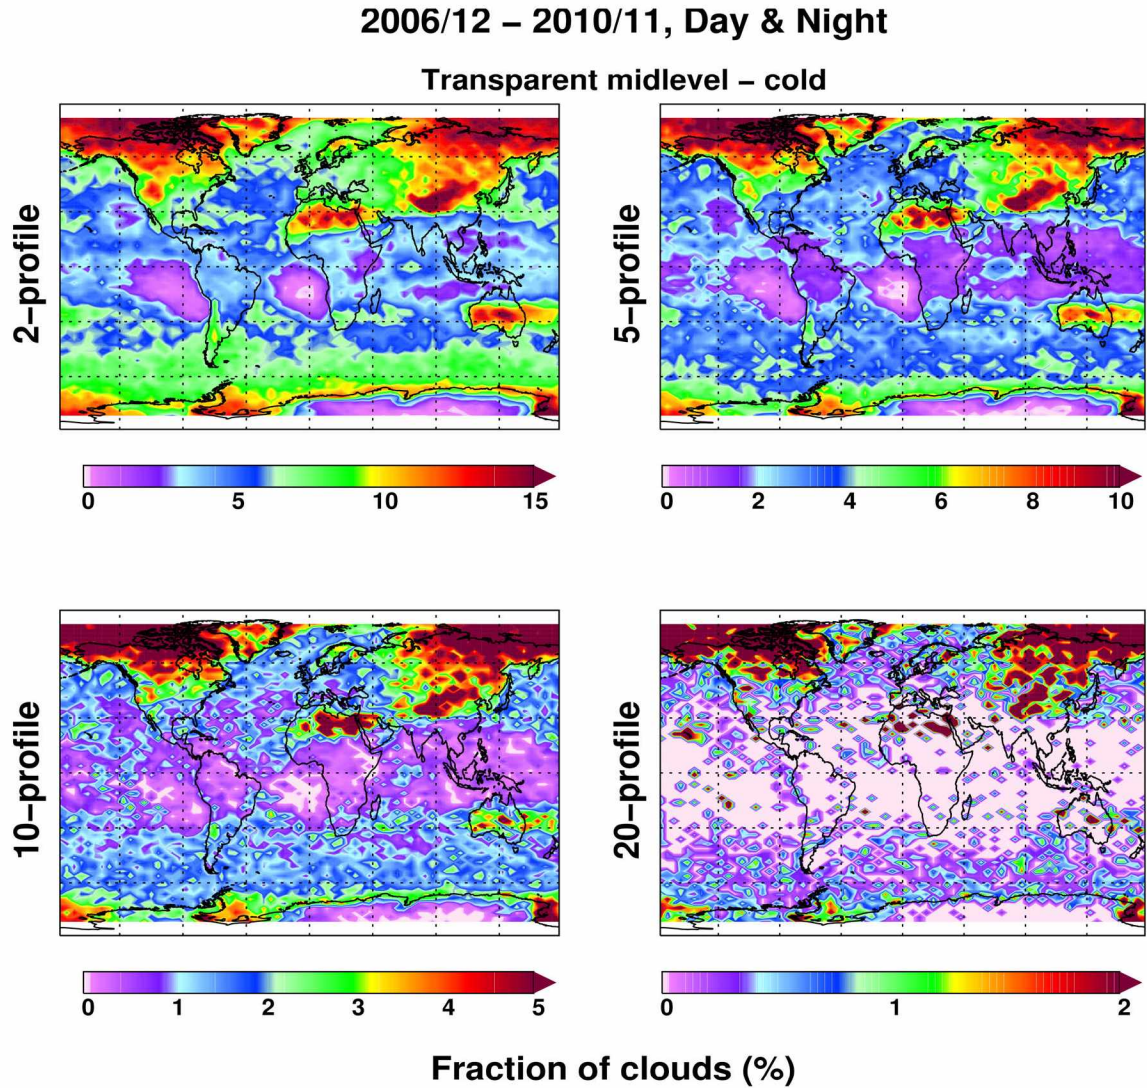 2006/12 – 2010/11, Day & Night
Transparent midlevel – cold
2–profile
5–profile
0 5 10 15
0 2 4 6 8 10
10–profile
20–profile
0 1 2 3 4 5
0 1 2
Fraction of clouds (%)